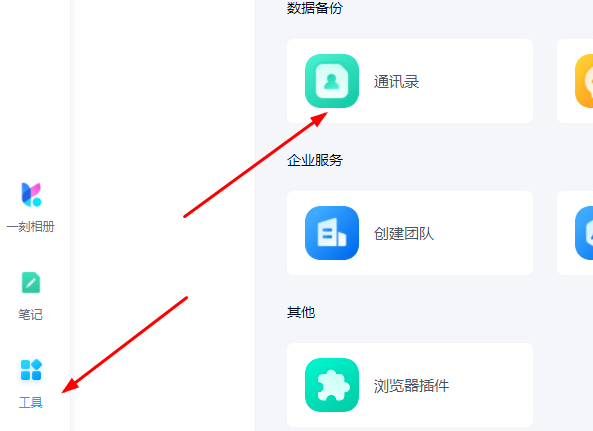 数据备份
通讯录
企业服务
创建团队
其他
浏览器插件
一刻相册
笔记
工具